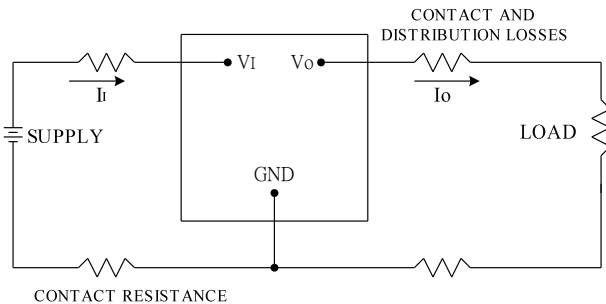 CONTACT AND
DISTRIBUTION LOSSES
VI
VO
II
IO
SUPPLY
LOAD
GND
CONTACT RESISTANCE